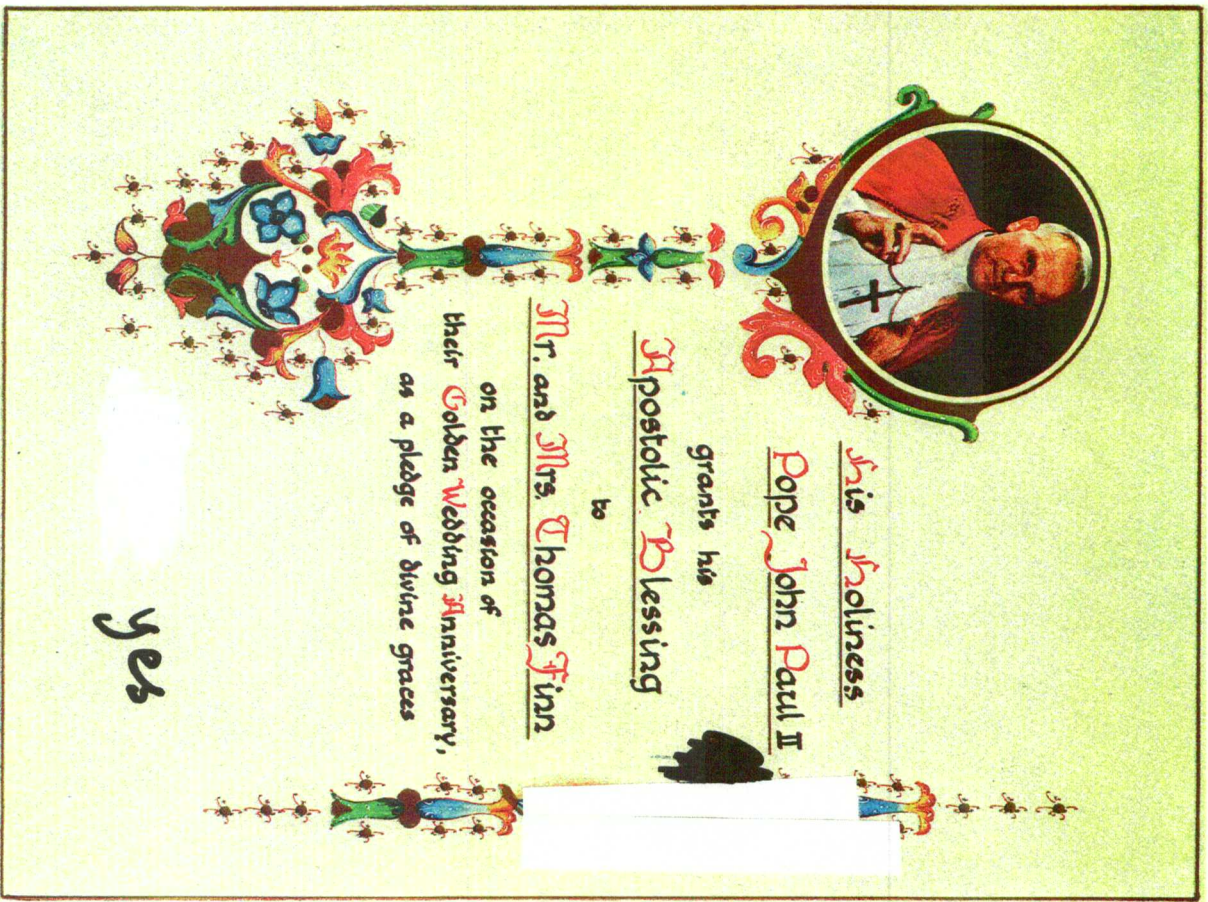 His Holiness
Pope John Paul II
grants his
Apostolic Blessing
to
Mr. and Mrs. Thomas Finn
on the occasion of
their Golden Wedding Anniversary,
as a pledge of divine graces
yes